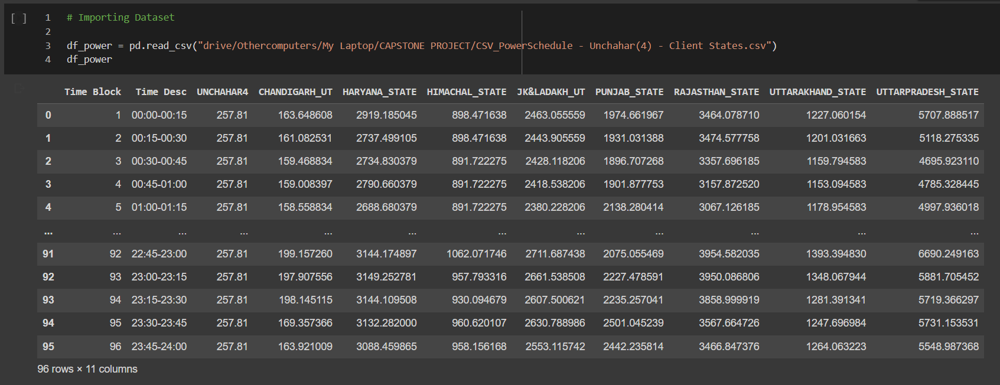 [ ] 1 # Importing Dataset
2
3 df_power = pd.read_csv("drive/Othercomputers/My Laptop/CAPSTONE PROJECT/CSV_PowerSchedule - Unchahar(4) - Client States.csv")
4 df_power
Time Block Time Desc UNCHAHAR4 CHANDIGARH_UT HARYANA_STATE HIMACHAL_STATE JK&LADAKH_UT PUNJAB_STATE RAJASTHAN_STATE UTTARAKHAND_STATE UTTARPRADESH_STATE
0 1 00:00-00:15 257.81 163.648608 2919.185045 898.471638 2463.055559 1974.661967 3464.078710 1227.060154 5707.888517
1 2 00:15-00:30 257.81 161.082531 2737.499105 898.471638 2443.905559 1931.031388 3474.577758 1201.031663 5118.275335
2 3 00:30-00:45 257.81 159.468834 2734.830379 891.722275 2428.118206 1896.707268 3357.696185 1159.794583 4695.923110
3 4 00:45-01:00 257.81 159.008397 2790.660379 891.722275 2418.538206 1901.877753 3157.872520 1153.094583 4785.328445
4 5 01:00-01:15 257.81 158.558834 2688.680379 891.722275 2380.228206 2138.280414 3067.126185 1178.954583 4997.936018
... ... ... ... ... ... ... ... ... ... ... ...
91 92 22:45-23:00 257.81 199.157260 3144.174897 1062.071746 2711.687438 2075.055469 3954.582035 1393.394830 6690.249163
92 93 23:00-23:15 257.81 197.907556 3149.252781 957.793316 2661.538508 2227.478591 3950.086806 1348.067944 5881.705452
93 94 23:15-23:30 257.81 198.145115 3144.109508 930.094679 2607.500621 2235.257041 3858.999919 1281.391341 5719.366297
94 95 23:30-23:45 257.81 169.357366 3132.282000 960.620107 2630.788986 2501.045239 3567.664726 1247.696984 5731.153531
95 96 23:45-24:00 257.81 163.921009 3088.459865 958.156168 2553.115742 2442.235814 3466.847376 1264.063223 5548.987368
96 rows × 11 columns